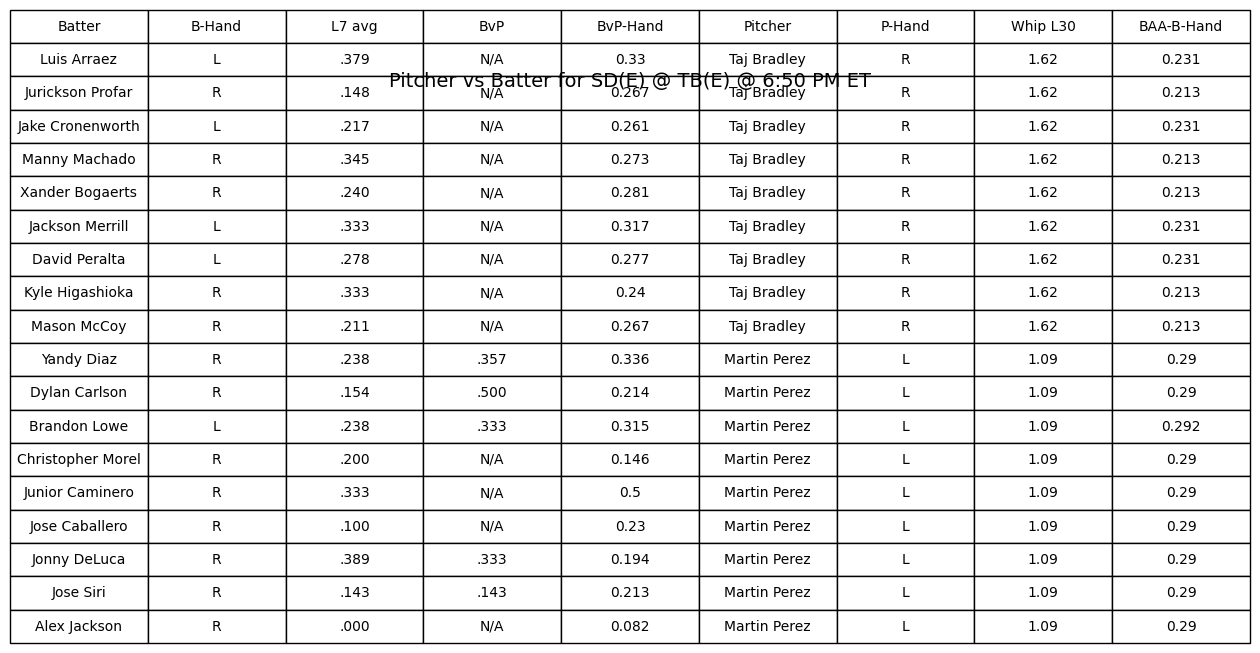 Batter B-Hand L7 avg BvP BvP-Hand Pitcher P-Hand Whip L30 BAA-B-Hand
Luis Arraez L .379 N/A 0.33 Taj Bradley R 1.62 0.231
Pitcher vs Batter for SD(E) @ TB(E) @ 6:50 PM ET
Jurickson Profar R .148 N/A 0.267 Taj Bradley R 1.62 0.213
Jake Cronenworth L .217 N/A 0.261 Taj Bradley R 1.62 0.231
Manny Machado R .345 N/A 0.273 Taj Bradley R 1.62 0.213
Xander Bogaerts R .240 N/A 0.281 Taj Bradley R 1.62 0.213
Jackson Merrill L .333 N/A 0.317 Taj Bradley R 1.62 0.231
David Peralta L .278 N/A 0.277 Taj Bradley R 1.62 0.231
Kyle Higashioka R .333 N/A 0.24 Taj Bradley R 1.62 0.213
Mason McCoy R .211 N/A 0.267 Taj Bradley R 1.62 0.213
Yandy Diaz R .238 .357 0.336 Martin Perez L 1.09 0.29
Dylan Carlson R .154 .500 0.214 Martin Perez L 1.09 0.29
Brandon Lowe L .238 .333 0.315 Martin Perez L 1.09 0.292
Christopher Morel R .200 N/A 0.146 Martin Perez L 1.09 0.29
Junior Caminero R .333 N/A 0.5 Martin Perez L 1.09 0.29
Jose Caballero R .100 N/A 0.23 Martin Perez L 1.09 0.29
Jonny DeLuca R .389 .333 0.194 Martin Perez L 1.09 0.29
Jose Siri R .143 .143 0.213 Martin Perez L 1.09 0.29
Alex Jackson R .000 N/A 0.082 Martin Perez L 1.09 0.29